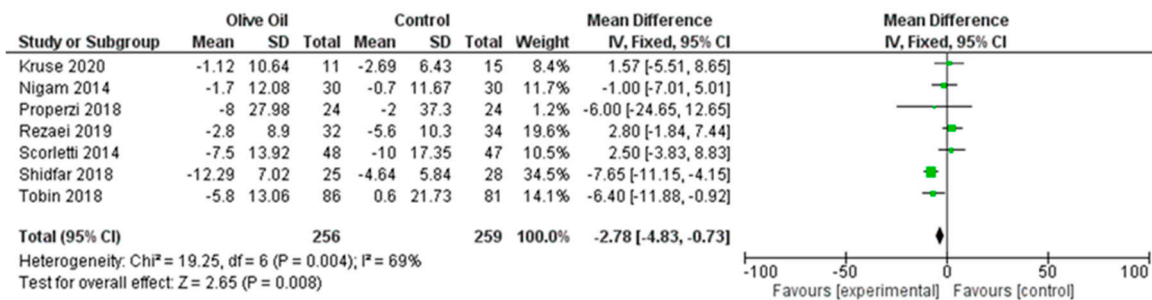 Olive Oil Control Mean Difference Mean Difference
Study or Subgroup Mean SD Total Mean SD Total Weight IV, Fixed, 95% CI IV, Fixed, 95% CI
Kruse 2020 -1.12 10.64 11 -2.69 6.43 15 8.4% 1.57 [-5.51, 8.65]
Nigam 2014 -1.7 12.08 30 -0.7 11.67 30 11.7% -1.00 [-7.01, 5.01]
Properzi 2018 -8 27.98 24 -2 37.3 24 1.2% -6.00 [-24.65, 12.65]
Rezaei 2019 -2.8 8.9 32 -5.6 10.3 34 19.6% 2.80 [-1.84, 7.44]
Scorletti 2014 -7.5 13.92 48 -10 17.35 47 10.5% 2.50 [-3.83, 8.83]
Shidfar 2018 -12.29 7.02 25 -4.64 5.84 28 34.5% -7.65 [-11.15, -4.15]
Tobin 2018 -5.8 13.06 86 0.6 21.73 81 14.1% -6.40 [-11.88, -0.92]
Total (95% CI) 256 259 100.0% -2.78 [-4.83, -0.73]
Heterogeneity: Chi² = 19.25, df = 6 (P = 0.004); I² = 69%
Test for overall effect: Z = 2.65 (P = 0.008)
-100 -50 0 50 100
Favours [experimental] Favours [control]